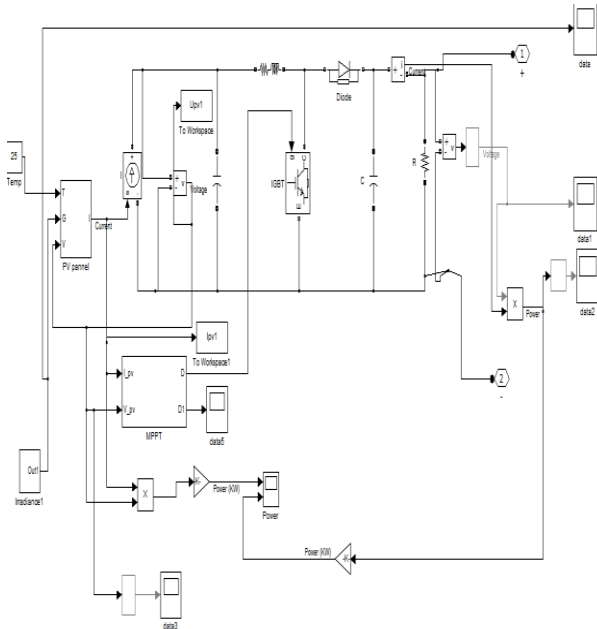 data
1
+
i
+
-
Current
Diode
Upv1
To Workspace
25
Temp
+
I
s
-
+
-
v
Voltage
g
C
IGBT
E
C
R
+
-
v
Voltage
data1
T
G
V
I
Current
PV pannel
data2
X
Power
Ipv1
To Workspace1
2
-
I_pv
V_pv
D
D1
MPPT
data5
Out1
Irradiance1
X
-K-
Power (KW)
Power
Power (KW)
-K-
data3